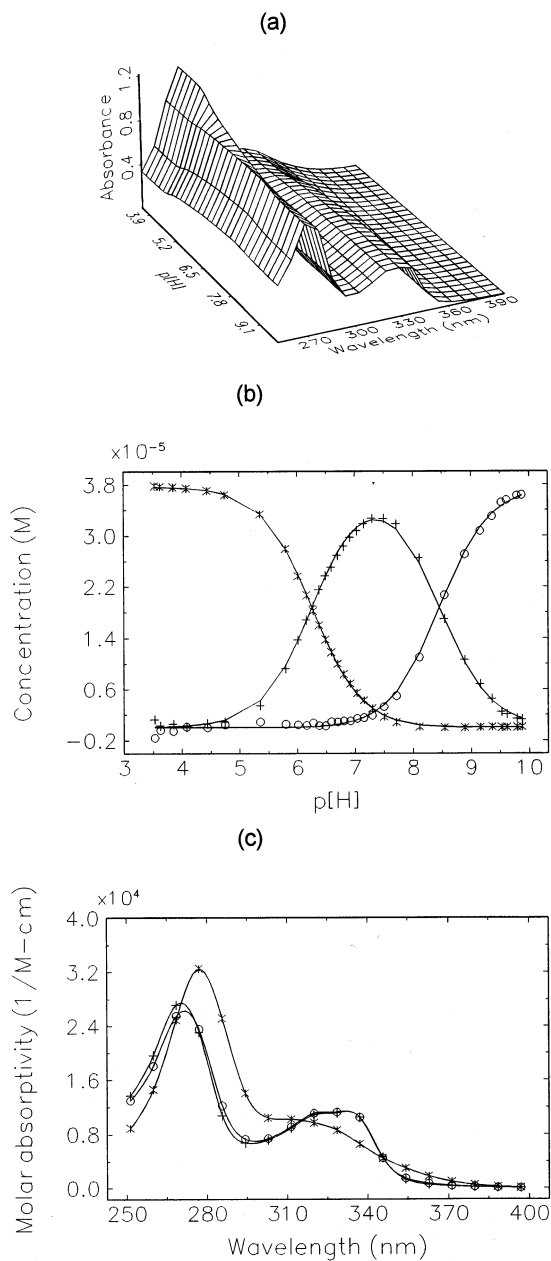 (a)
Absorbance
1.2
0.8
0.4
3.9
5.2
6.5
7.8
9.1
p[H]
270
300
330
360
390
Wavelength (nm)
(b)
×10⁻⁵
3.8
3.0
2.2
1.4
0.6
−0.2
Concentration (M)
3 4 5 6 7 8 9 10
p[H]
(c)
×10⁴
4.0
3.2
2.4
1.6
0.8
0.0
Molar absorptivity (1/M−cm)
250 280 310 340 370 400
Wavelength (nm)